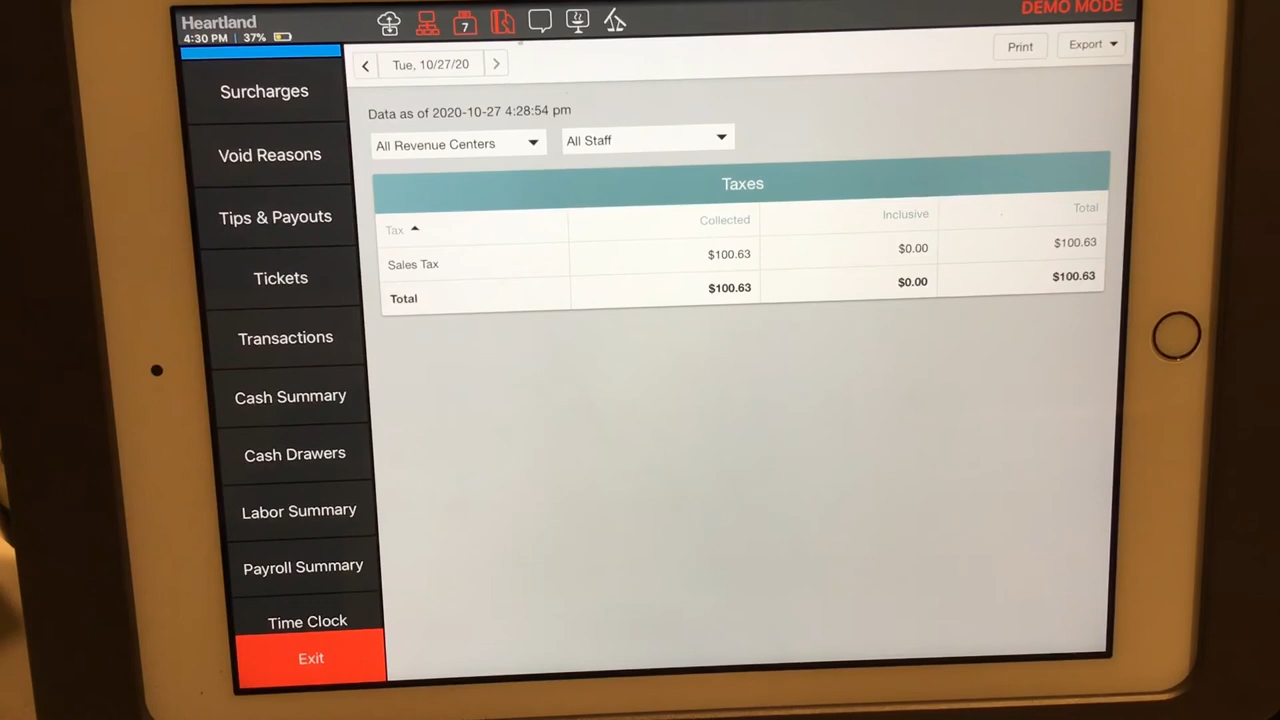 Heartland
4:30 PM | 37%
7
DEMO MODE
Surcharges
Void Reasons
Tips & Payouts
Tickets
Transactions
Cash Summary
Cash Drawers
Labor Summary
Payroll Summary
Time Clock
Exit
< Tue, 10/27/20 >
Print
Export
Data as of 2020-10-27 4:28:54 pm
All Revenue Centers
All Staff
Taxes
Tax Collected Inclusive Total
Sales Tax $100.63 $0.00 $100.63
Total $100.63 $0.00 $100.63